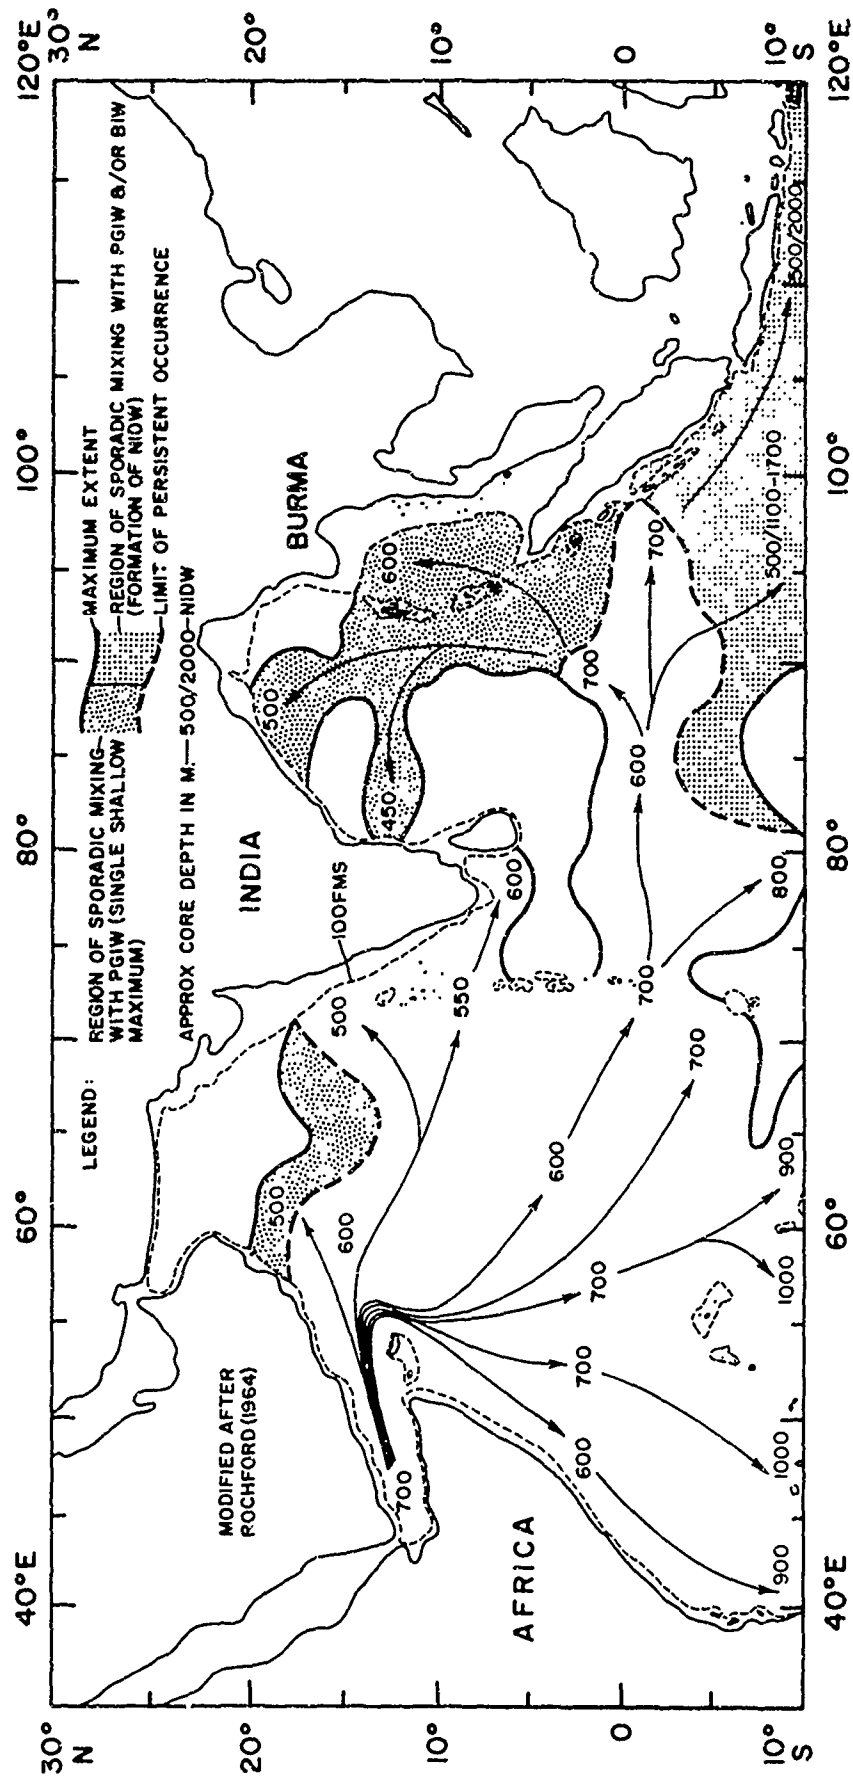 30°
N
20°
10°
0
10°
S
120°E
120°E
100°
100°
80°
80°
60°
60°
40°E
40°E
30°
N
20°
10°
0
10°
S
LEGEND:
REGION OF SPORADIC MIXING
WITH PGIW (SINGLE SHALLOW
MAXIMUM)
MAXIMUM EXTENT
REGION OF SPORADIC MIXING WITH PGIW &/OR BIW
(FORMATION OF NIDW)
LIMIT OF PERSISTENT OCCURRENCE
APPROX CORE DEPTH IN M.—500/2000—NIDW
MODIFIED AFTER
ROCHFORD (1964)
INDIA
BURMA
AFRICA
100FMS
500
600
500
700
550
600
450
500
600
700
700
600
700
700
600
700
700
600
800
900
1000
1000
900
500/1100-1700
500/2000